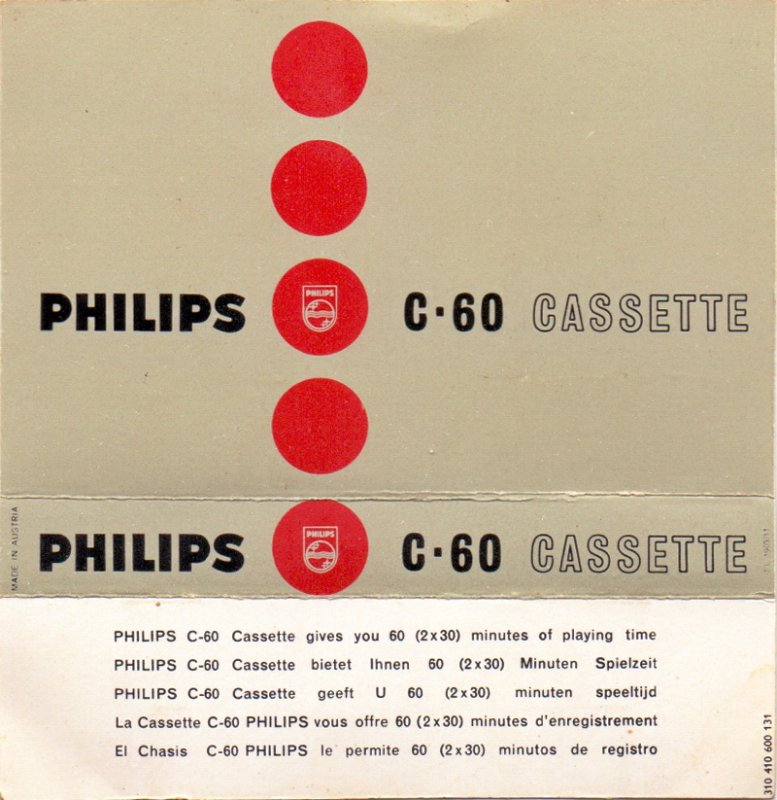 PHILIPS
PHILIPS C·60 CASSETTE
MADE IN AUSTRIA
PHILIPS
PHILIPS C·60 CASSETTE
PHILIPS C-60 Cassette gives you 60 (2x30) minutes of playing time
PHILIPS C-60 Cassette bietet Ihnen 60 (2x30) Minuten Spielzeit
PHILIPS C-60 Cassette geeft U 60 (2x30) minuten speeltijd
La Cassette C-60 PHILIPS vous offre 60 (2x30) minutes d'enregistrement
El Chasis C-60 PHILIPS le permite 60 (2x30) minutos de registro
310 410 600 131